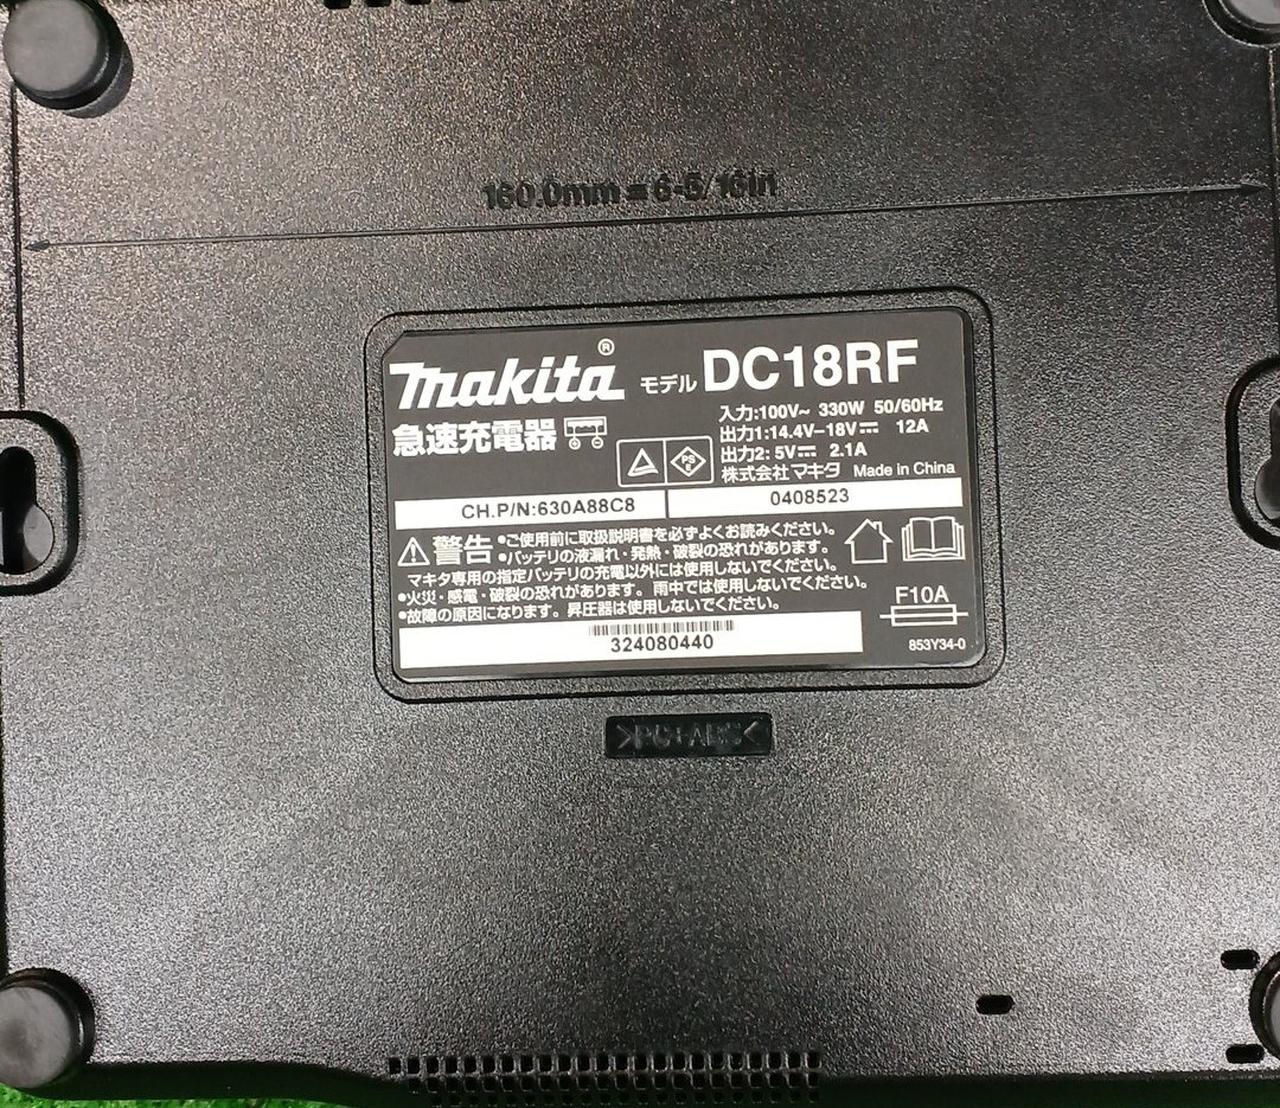 160.0mm=6-5/16in
makita® モデル DC18RF
急速充電器
入力:100V~ 330W 50/60Hz
出力1:14.4V–18V⎓ 12A
出力2: 5V⎓ 2.1A
PS
E
株式会社マキタ Made in China
CH.P/N:630A88C8
0408523
警告 •ご使用前に取扱説明書を必ずよくお読みください。
•バッテリの液漏れ・発熱・破裂の恐れがあります。
マキタ専用の指定バッテリの充電以外には使用しないでください。
•火災・感電・破裂の恐れがあります。雨中では使用しないでください。
•故障の原因になります。昇圧器は使用しないでください。
F10A
324080440
853Y34-0
>PC+ABS<